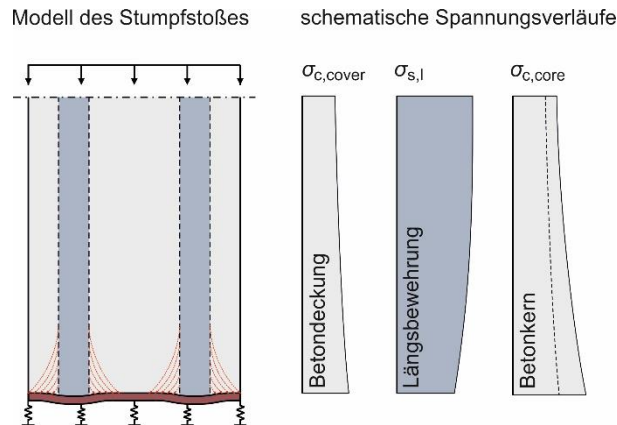 Modell des Stumpfstoßes
schematische Spannungsverläufe
σc,cover
σs,l
σc,core
Betondeckung
Längsbewehrung
Betonkern